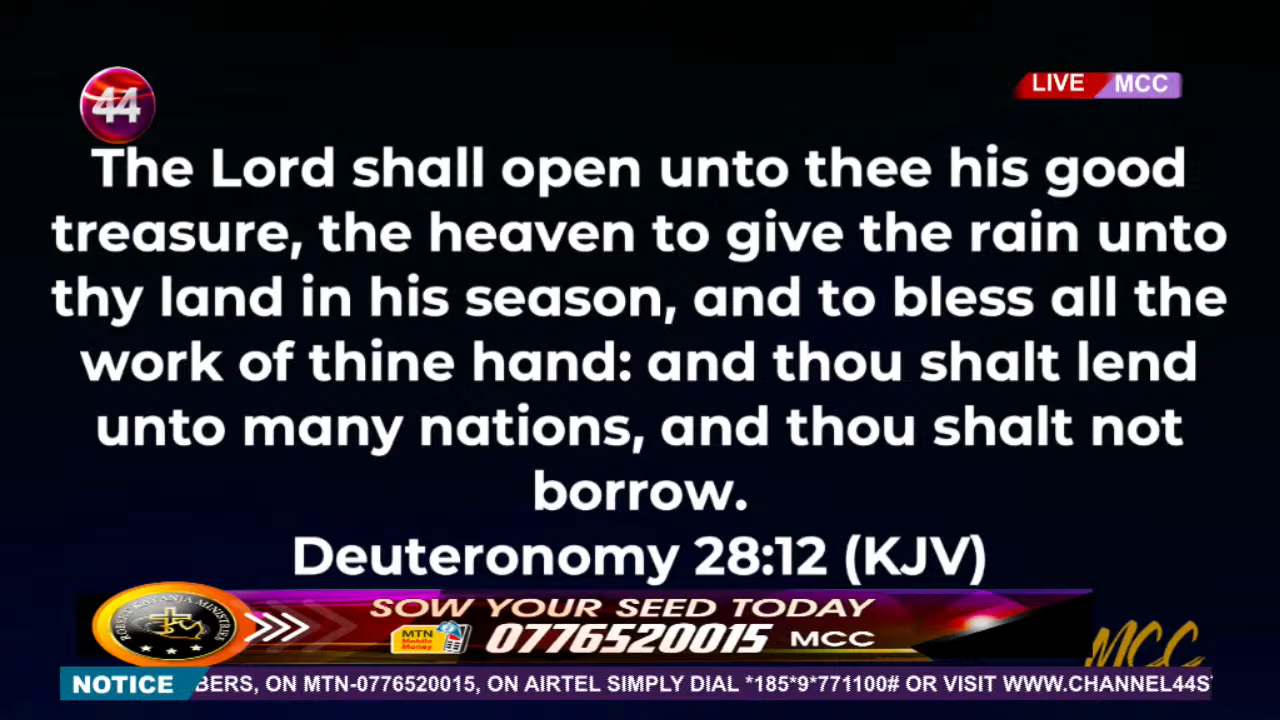 44
LIVE MCC
The Lord shall open unto thee his good
treasure, the heaven to give the rain unto
thy land in his season, and to bless all the
work of thine hand: and thou shalt lend
unto many nations, and thou shalt not
borrow.
Deuteronomy 28:12 (KJV)
SOW YOUR SEED TODAY
MTN
Mobile
Money
0776520015 MCC
MCC
NOTICE BERS, ON MTN-0776520015, ON AIRTEL SIMPLY DIAL *185*9*771100# OR VISIT WWW.CHANNEL44S